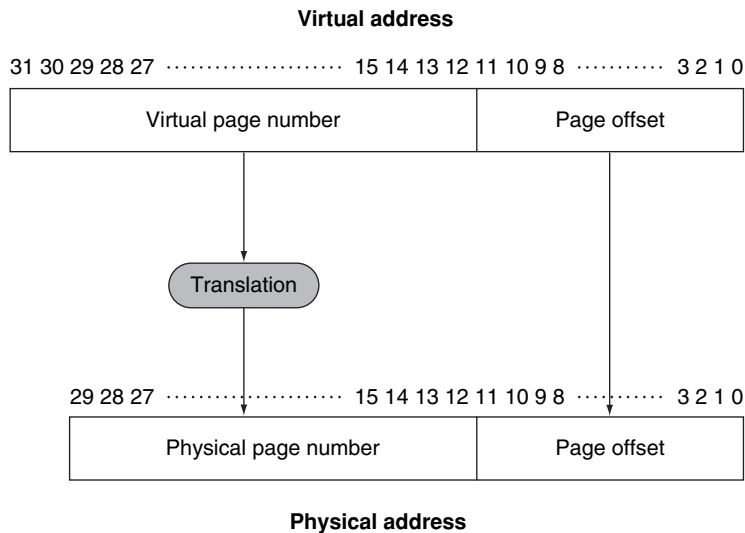 Virtual address
31 30 29 28 27 ······················ 15 14 13 12 11 10 9 8 ··········· 3 2 1 0
Virtual page number Page offset
Translation
29 28 27 ······················ 15 14 13 12 11 10 9 8 ··········· 3 2 1 0
Physical page number Page offset
Physical address